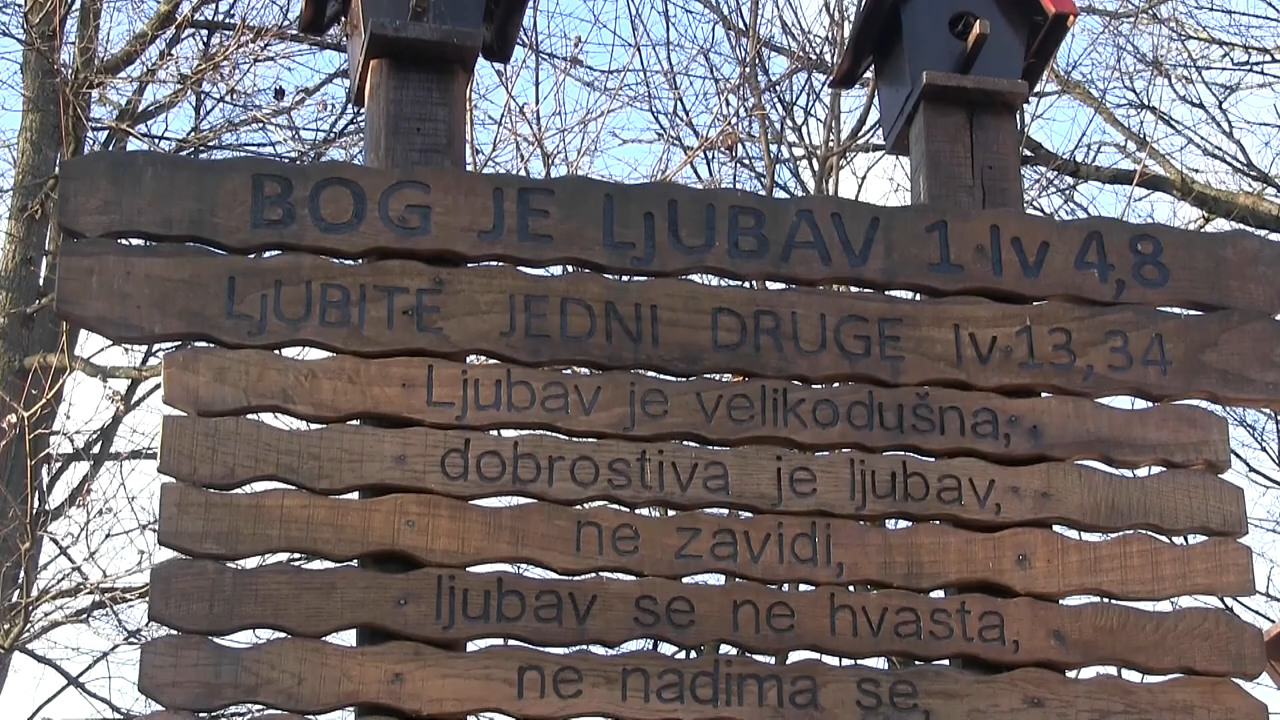 BOG JE LjUBAV 1 Iv 4,8
LjUBITE JEDNI DRUGE Iv 13,34
Ljubav je velikodušna;
dobrostiva je ljubav,
ne zavidi,
ljubav se ne hvasta,
ne nadima se,